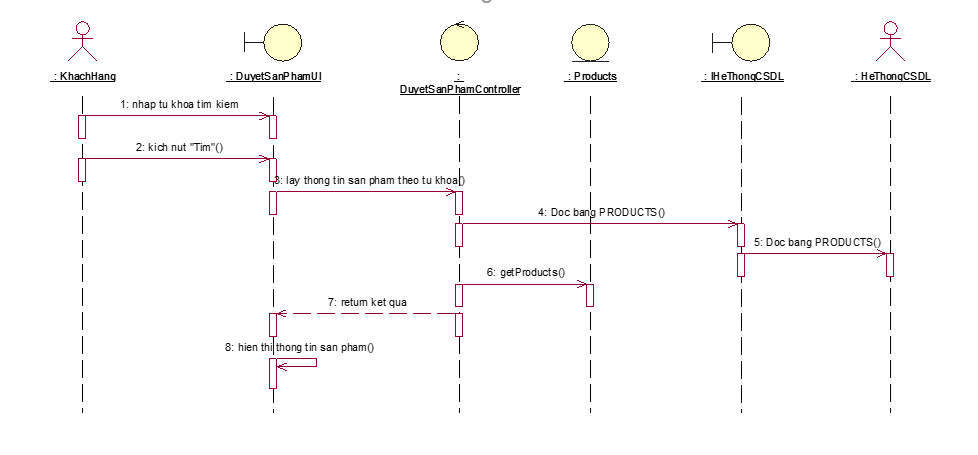 : KhachHang
: DuyetSanPhamUI
:
DuyetSanPhamController
: Products
: IHeThongCSDL
: HeThongCSDL
1: nhap tu khoa tim kiem
2: kich nut "Tim"()
3: lay thong tin san pham theo tu khoa()
4: Doc bang PRODUCTS()
5: Doc bang PRODUCTS()
6: getProducts()
7: return ket qua
8: hien thi thong tin san pham()